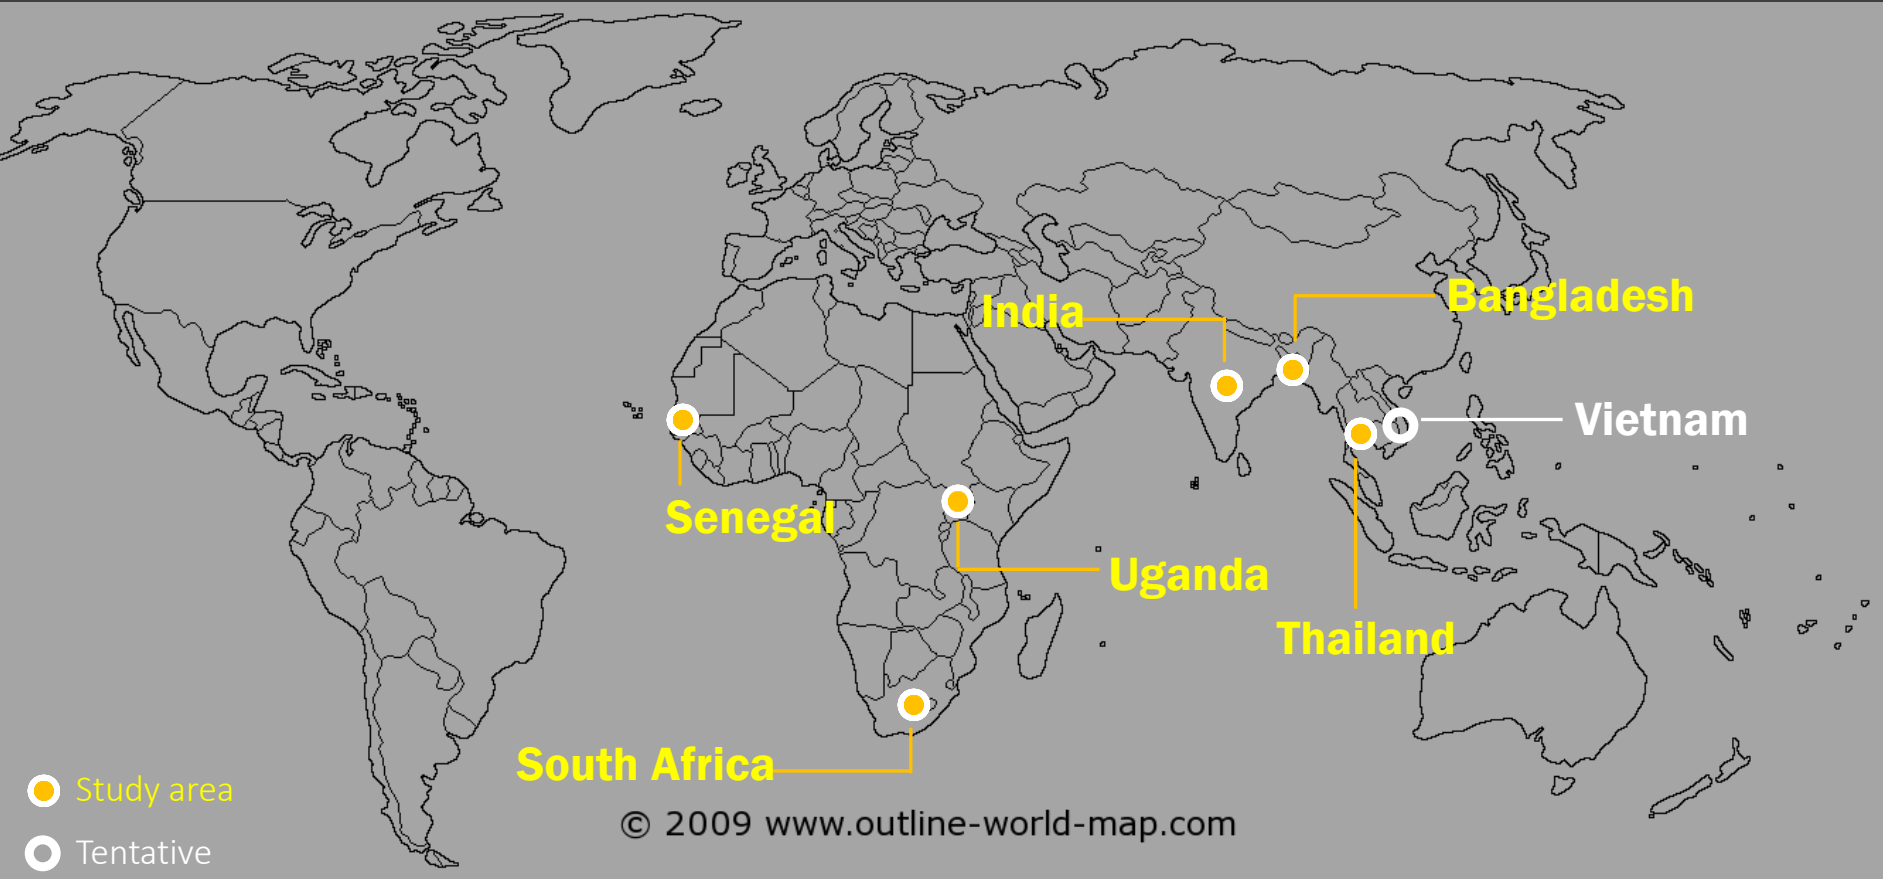 India
Bangladesh
Vietnam
Senegal
Uganda
Thailand
South Africa
Study area
Tentative
© 2009 www.outline-world-map.com